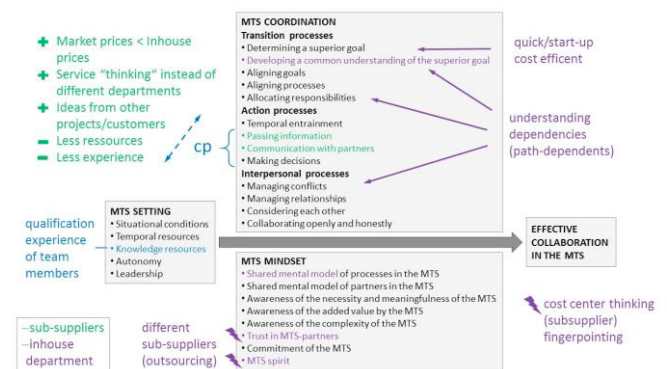 + Market prices < Inhouse
prices
+ Service "thinking" instead of
different departments
+ Ideas from other
projects/customers
− Less ressources
− Less experience
cp
MTS COORDINATION
Transition processes
• Determining a superior goal
• Developing a common understanding of the superior goal
• Aligning goals
• Aligning processes
• Allocating responsibilities
Action processes
• Temporal entrainment
• Passing information
• Communication with partners
• Making decisions
Interpersonal processes
• Managing conflicts
• Managing relationships
• Considering each other
• Collaborating openly and honestly
quick/start-up
cost efficent
understanding
dependencies
(path-dependents)
qualification
experience
of team
members
MTS SETTING
• Situational conditions
• Temporal resources
• Knowledge resources
• Autonomy
• Leadership
EFFECTIVE
COLLABORATION
IN THE MTS
MTS MINDSET
• Shared mental model of processes in the MTS
• Shared mental model of partners in the MTS
• Awareness of the necessity and meaningfulness of the MTS
• Awareness of the added value by the MTS
• Awareness of the complexity of the MTS
• Trust in MTS-partners
• Commitment of the MTS
• MTS spirit
–sub-suppliers
–inhouse
department
different
sub-suppliers
(outsourcing)
cost center thinking
(subsupplier)
fingerpointing